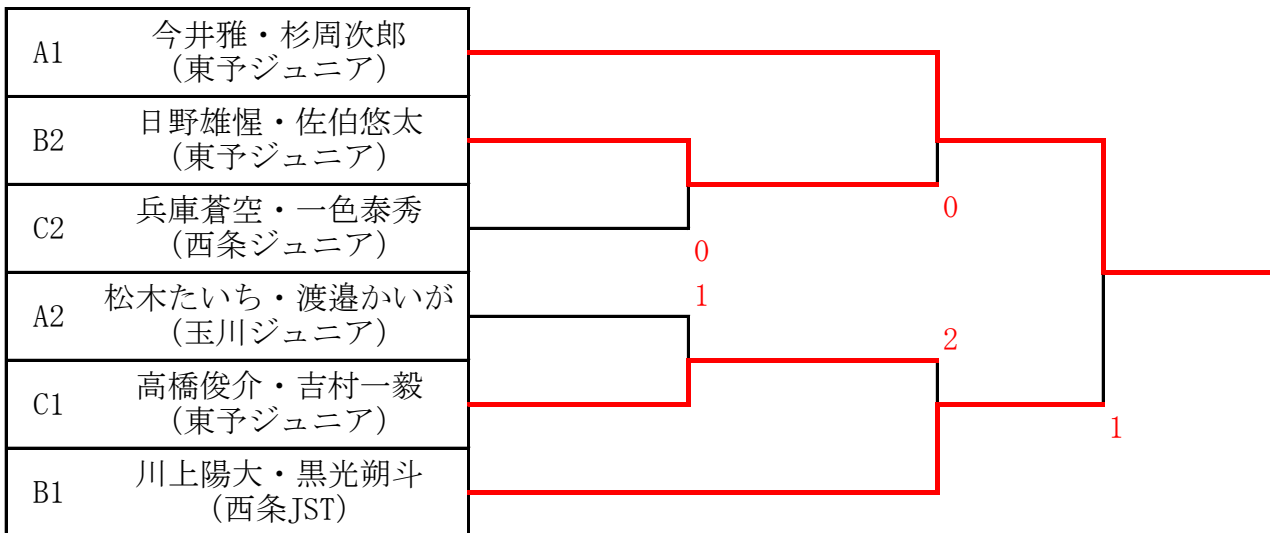 A1 今井雅・杉周次郎
(東予ジュニア)
B2 日野雄惺・佐伯悠太
(東予ジュニア)
C2 兵庫蒼空・一色泰秀
(西条ジュニア)
A2 松木たいち・渡邉かいが
(玉川ジュニア)
C1 高橋俊介・吉村一毅
(東予ジュニア)
B1 川上陽大・黒光朔斗
(西条JST)
0
0
1
2
1